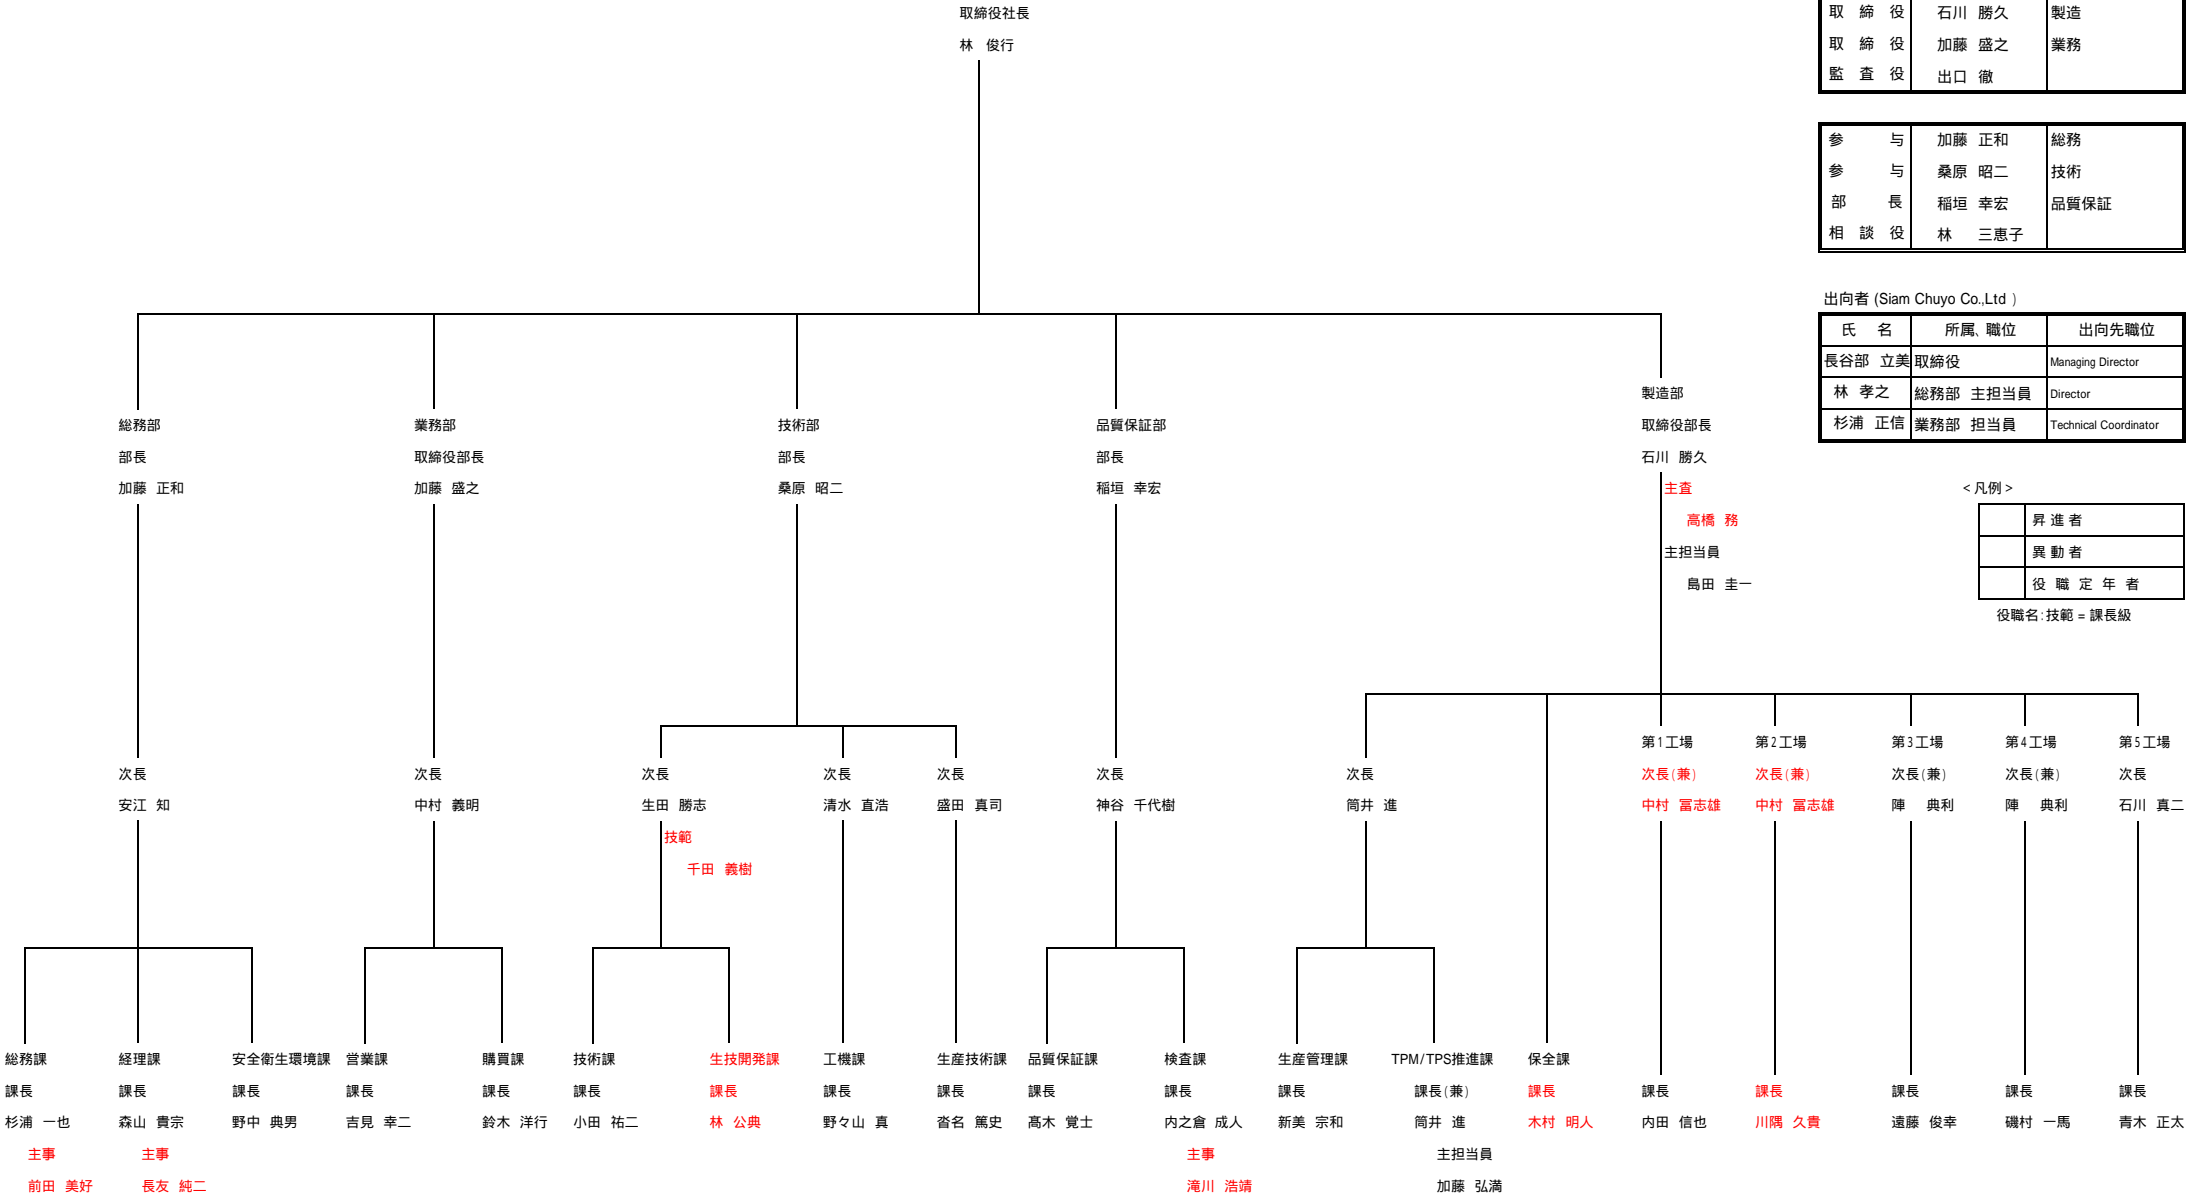 取締役社長
林 俊行
取締役 石川 勝久 製造
取締役 加藤 盛之 業務
監査役 出口 徹
参与 加藤 正和 総務
参与 桑原 昭二 技術
部長 稲垣 幸宏 品質保証
相談役 林 三恵子
出向者 (Siam Chuyo Co.,Ltd )
氏 名 所属、職位 出向先職位
長谷部 立美 取締役 Managing Director
林 孝之 総務部 主担当員 Director
杉浦 正信 業務部 担当員 Technical Coordinator
<凡例>
昇進者
異動者
役職定年者
役職名:技範=課長級
総務部
部長
加藤 正和
業務部
取締役部長
加藤 盛之
技術部
部長
桑原 昭二
品質保証部
部長
稲垣 幸宏
製造部
取締役部長
石川 勝久
主査
高橋 務
主担当員
島田 圭一
次長
安江 知
次長
中村 義明
次長
生田 勝志
技範
千田 義樹
次長
清水 直浩
次長
盛田 真司
次長
神谷 千代樹
次長
筒井 進
第1工場
次長(兼)
中村 冨志雄
第2工場
次長(兼)
中村 冨志雄
第3工場
次長(兼)
陣 典利
第4工場
次長(兼)
陣 典利
第5工場
次長
石川 真二
総務課
課長
杉浦 一也
主事
前田 美好
経理課
課長
森山 貴宗
主事
長友 純二
安全衛生環境課
課長
野中 典男
営業課
課長
吉見 幸二
購買課
課長
鈴木 洋行
技術課
課長
小田 祐二
生技開発課
課長
林 公典
工機課
課長
野々山 真
生産技術課
課長
沓名 篤史
品質保証課
課長
髙木 覚士
検査課
課長
内之倉 成人
主事
滝川 浩靖
生産管理課
課長
新美 宗和
TPM/TPS推進課
課長(兼)
筒井 進
主担当員
加藤 弘満
保全課
課長
木村 明人
課長
内田 信也
課長
川隅 久貴
課長
遠藤 俊幸
課長
磯村 一馬
課長
青木 正太